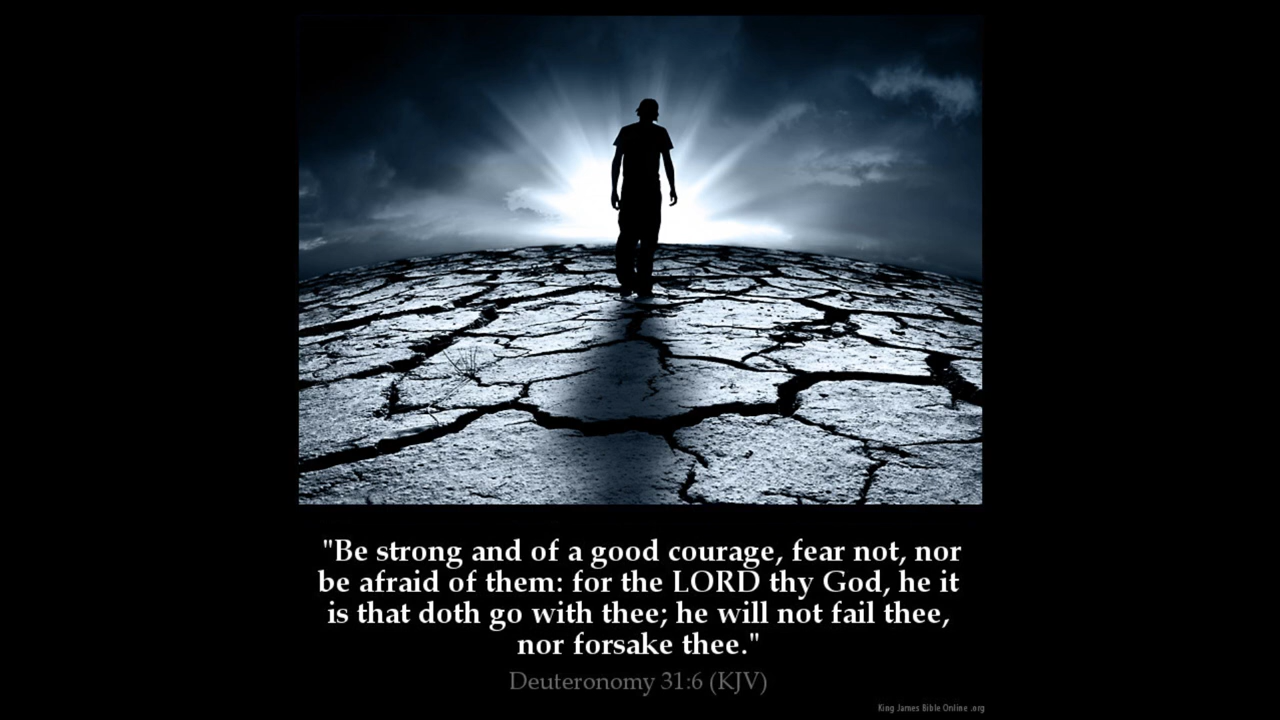 "Be strong and of a good courage, fear not, nor
be afraid of them: for the LORD thy God, he it
is that doth go with thee; he will not fail thee,
nor forsake thee."
Deuteronomy 31:6 (KJV)
King James Bible Online .org